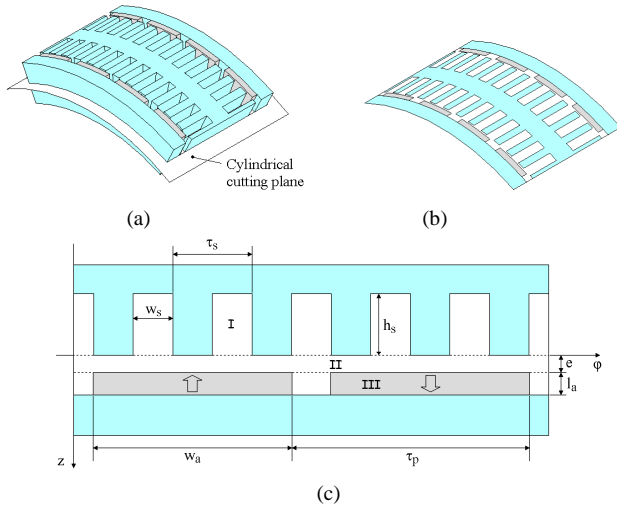 Cylindrical
cutting plane
(a)
(b)
τs
ws
I
hs
II
e
φ
III
la
z
wa
τp
(c)